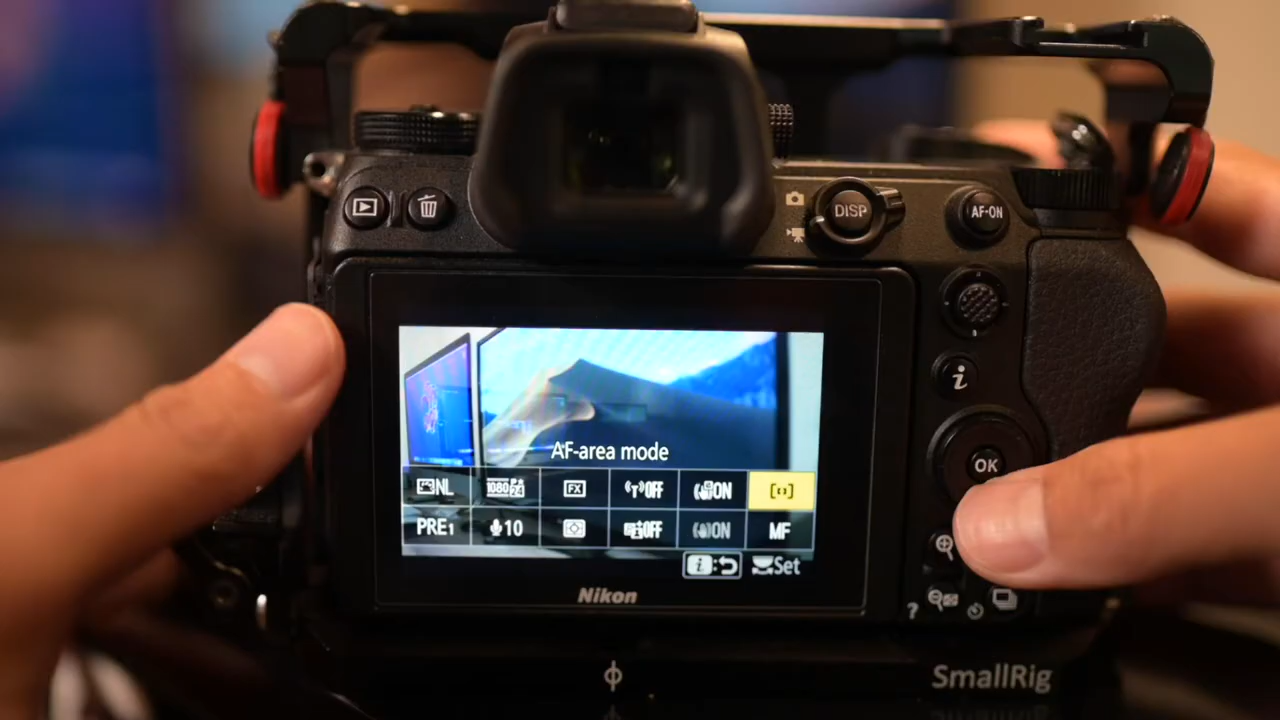 DISP
AF-ON
i
AF-area mode
NL 1080 FX OFF ON
PRE1 10 OFF ON MF
i Set
OK
Nikon
?
SmallRig